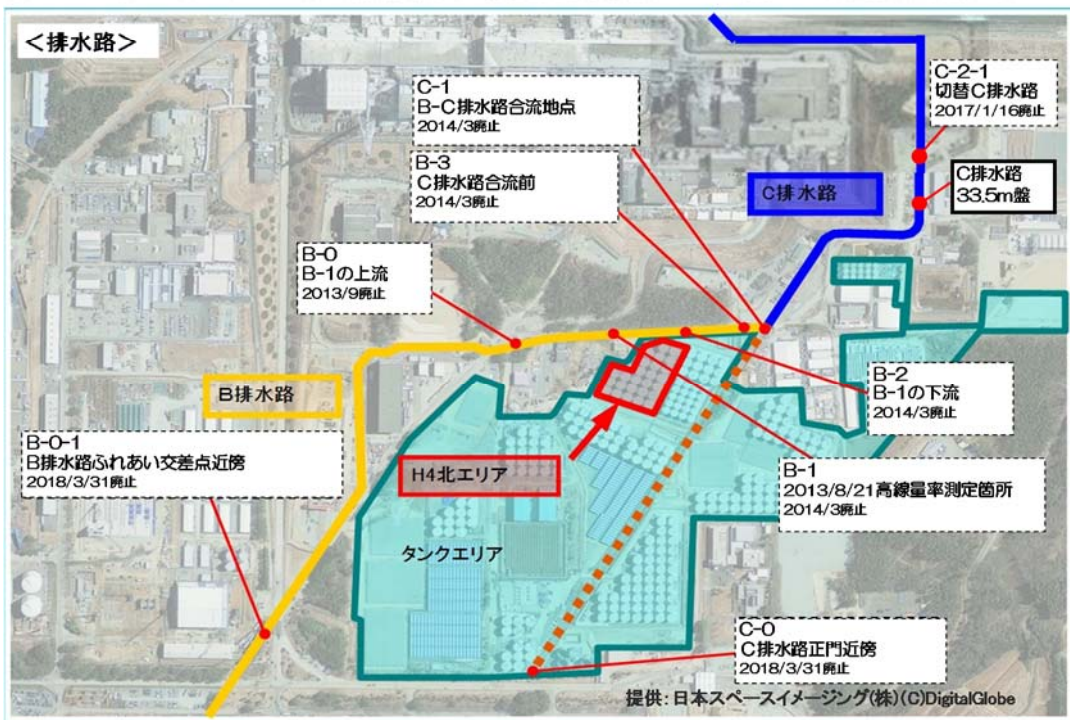 ＜排水路＞
C-1
B-C排水路合流地点
2014/3廃止
C-2-1
切替C排水路
2017/1/16廃止
B-3
C排水路合流前
2014/3廃止
C排水路
C排水路
33.5m盤
B-0
B-1の上流
2013/9廃止
B排水路
B-2
B-1の下流
2014/3廃止
B-0-1
B排水路ふれあい交差点近傍
2018/3/31廃止
H4北エリア
B-1
2013/8/21高線量率測定箇所
2014/3廃止
タンクエリア
C-0
C排水路正門近傍
2018/3/31廃止
提供：日本スペースイメージング(株)(C)DigitalGlobe